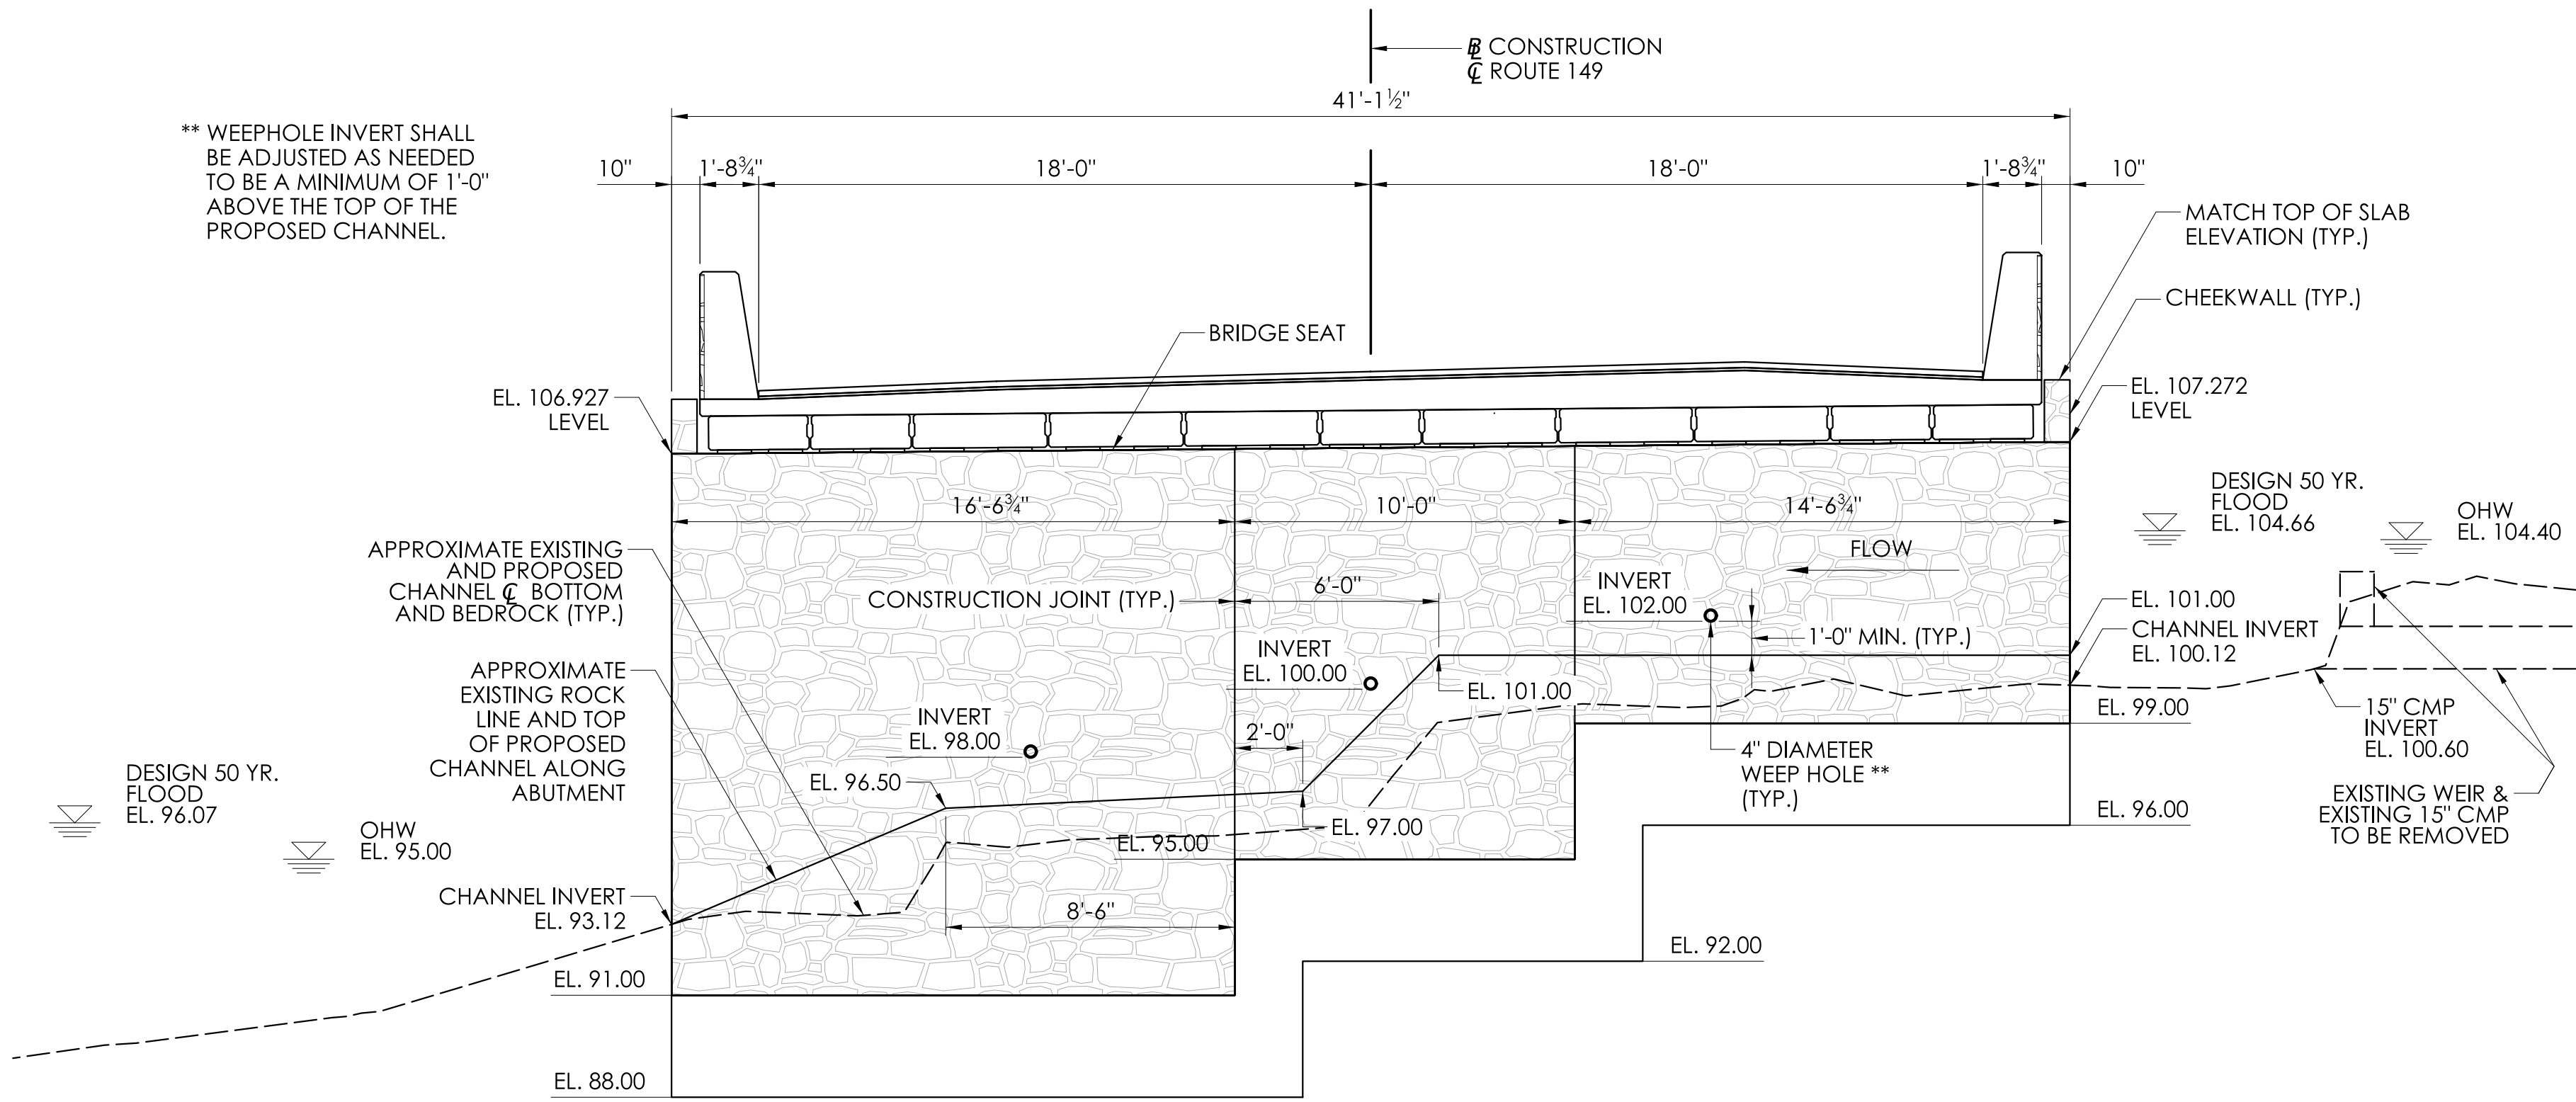 ℄ CONSTRUCTION
℄ ROUTE 149
41'-1½"
** WEEPHOLE INVERT SHALL
BE ADJUSTED AS NEEDED
TO BE A MINIMUM OF 1'-0"
ABOVE THE TOP OF THE
PROPOSED CHANNEL.
10"
1'-8¾"
18'-0"
18'-0"
1'-8¾"
10"
MATCH TOP OF SLAB
ELEVATION (TYP.)
CHEEKWALL (TYP.)
BRIDGE SEAT
EL. 106.927
LEVEL
EL. 107.272
LEVEL
DESIGN 50 YR.
FLOOD
EL. 104.66
OHW
EL. 104.40
16'-6¾"
10'-0"
14'-6¾"
APPROXIMATE EXISTING
AND PROPOSED
CHANNEL ℄ BOTTOM
AND BEDROCK (TYP.)
FLOW
CONSTRUCTION JOINT (TYP.)
6'-0"
INVERT
EL. 102.00
1'-0" MIN. (TYP.)
EL. 101.00
CHANNEL INVERT
EL. 100.12
INVERT
EL. 100.00
EL. 101.00
APPROXIMATE
EXISTING ROCK
LINE AND TOP
OF PROPOSED
CHANNEL ALONG
ABUTMENT
INVERT
EL. 98.00
2'-0"
EL. 99.00
15" CMP
INVERT
EL. 100.60
4" DIAMETER
WEEP HOLE **
(TYP.)
EL. 96.50
DESIGN 50 YR.
FLOOD
EL. 96.07
OHW
EL. 95.00
EL. 97.00
EL. 95.00
EL. 96.00
EXISTING WEIR &
EXISTING 15" CMP
TO BE REMOVED
CHANNEL INVERT
EL. 93.12
8'-6"
EL. 92.00
EL. 91.00
EL. 88.00